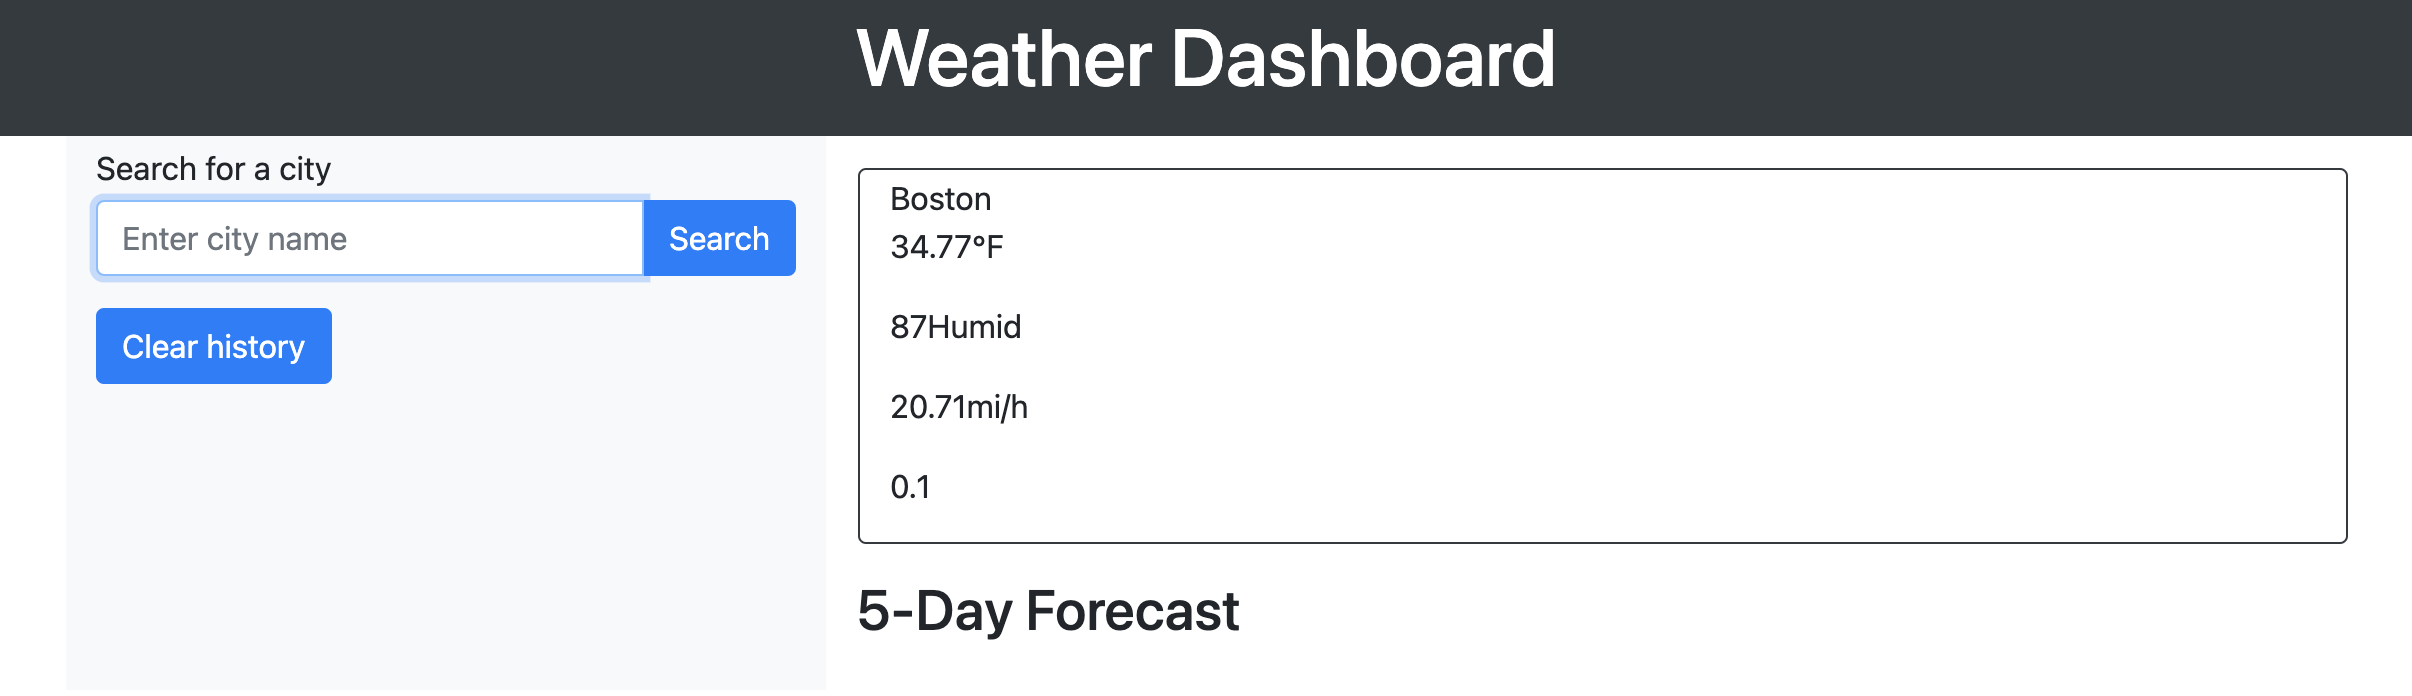 Weather Dashboard
Search for a city
Enter city name
Search
Clear history
Boston
34.77°F
87Humid
20.71mi/h
0.1
5-Day Forecast